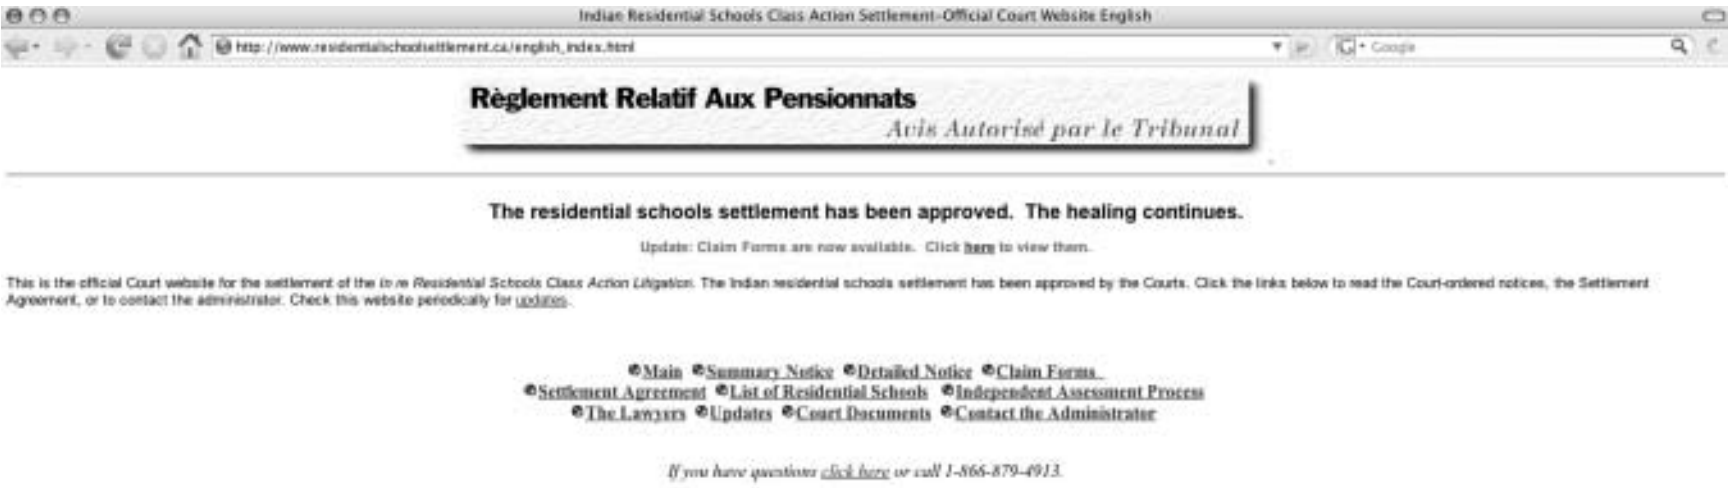 Indian Residential Schools Class Action Settlement-Official Court Website English
http://www.residentialschoolsettlement.ca/english_index.html
Google
Règlement Relatif Aux Pensionnats
Avis Autorisé par le Tribunal
The residential schools settlement has been approved. The healing continues.
Update: Claim Forms are now available. Click here to view them.
This is the official Court website for the settlement of the In re Residential Schools Class Action Litigation. The Indian residential schools settlement has been approved by the Courts. Click the links below to read the Court-ordered notices, the Settlement
Agreement, or to contact the administrator. Check this website periodically for updates.
Main Summary Notice Detailed Notice Claim Forms
Settlement Agreement List of Residential Schools Independent Assessment Process
The Lawyers Updates Court Documents Contact the Administrator
If you have questions click here or call 1-866-879-4913.